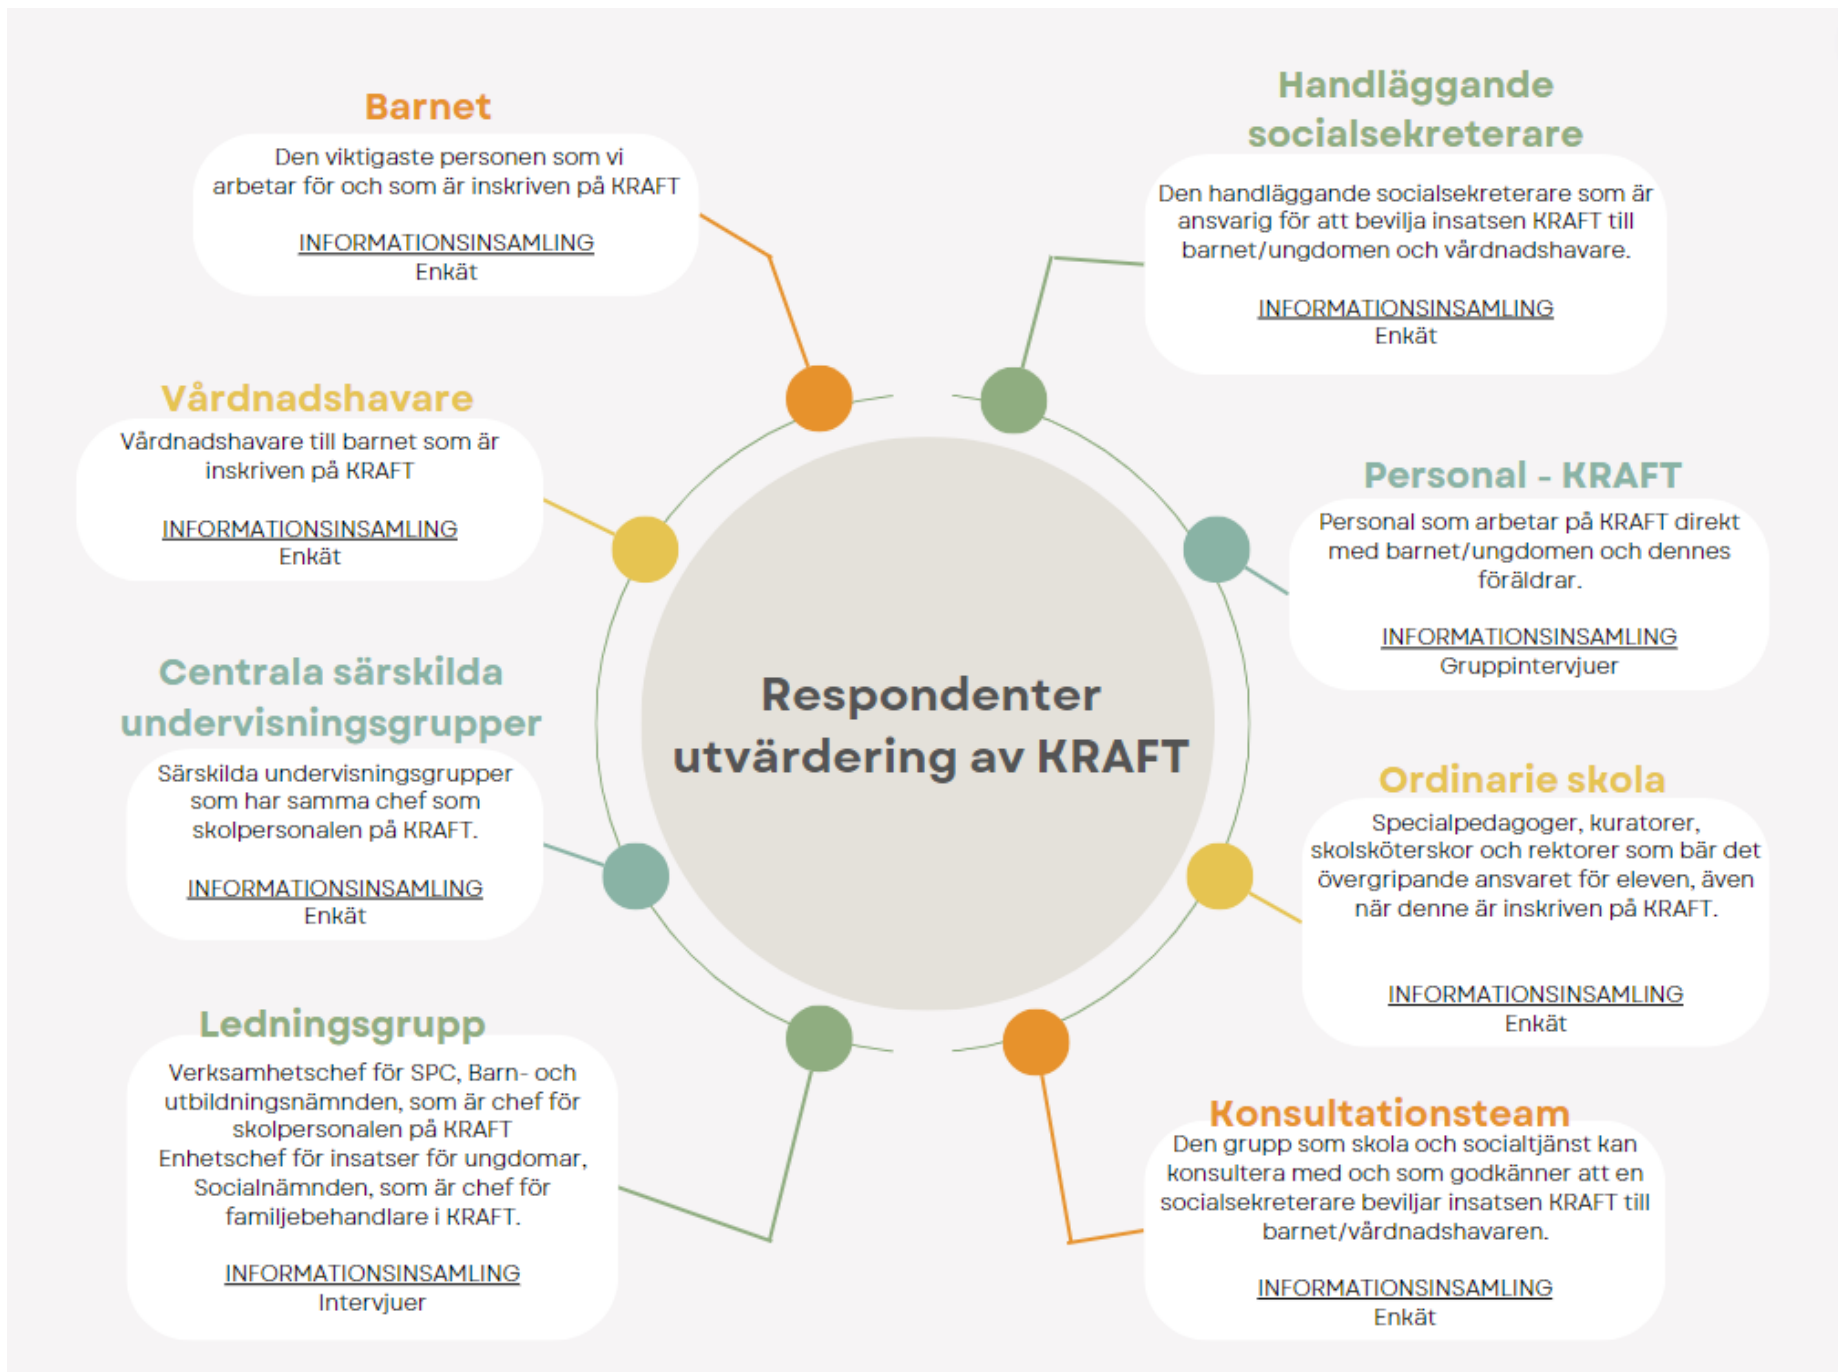 Barnet
Den viktigaste personen som vi
arbetar för och som är inskriven på KRAFT
INFORMATIONSINSAMLING
Enkät
Vårdnadshavare
Vårdnadshavare till barnet som är
inskriven på KRAFT
INFORMATIONSINSAMLING
Enkät
Centrala särskilda
undervisningsgrupper
Särskilda undervisningsgrupper
som har samma chef som
skolpersonalen på KRAFT.
INFORMATIONSINSAMLING
Enkät
Ledningsgrupp
Verksamhetschef för SPC, Barn- och
utbildningsnämnden, som är chef för
skolpersonalen på KRAFT
Enhetschef för insatser för ungdomar,
Socialnämnden, som är chef för
familjebehandlare i KRAFT.
INFORMATIONSINSAMLING
Intervjuer
Respondenter
utvärdering av KRAFT
Handläggande
socialsekreterare
Den handläggande socialsekreterare som är
ansvarig för att bevilja insatsen KRAFT till
barnet/ungdomen och vårdnadshavare.
INFORMATIONSINSAMLING
Enkät
Personal - KRAFT
Personal som arbetar på KRAFT direkt
med barnet/ungdomen och dennes
föräldrar.
INFORMATIONSINSAMLING
Gruppintervjuer
Ordinarie skola
Specialpedagoger, kuratorer,
skolsköterskor och rektorer som bär det
övergripande ansvaret för eleven, även
när denne är inskriven på KRAFT.
INFORMATIONSINSAMLING
Enkät
Konsultationsteam
Den grupp som skola och socialtjänst kan
konsultera med och som godkänner att en
socialsekreterare beviljar insatsen KRAFT till
barnet/vårdnadshavaren.
INFORMATIONSINSAMLING
Enkät